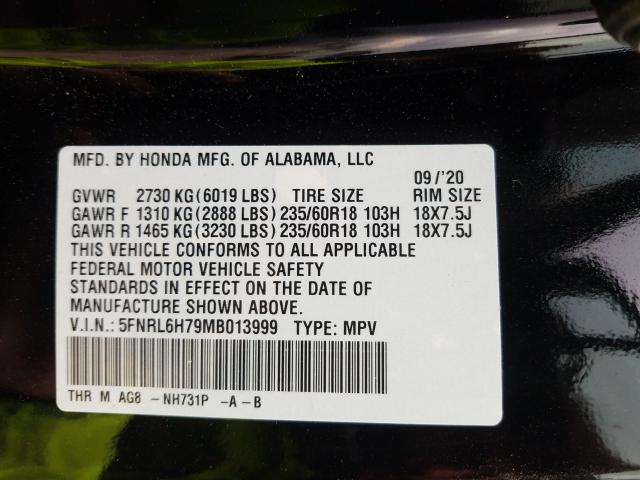 MFD. BY HONDA MFG. OF ALABAMA, LLC
09/'20
GVWR 2730 KG(6019 LBS) TIRE SIZE RIM SIZE
GAWR F 1310 KG(2888 LBS) 235/60R18 103H 18X7.5J
GAWR R 1465 KG(3230 LBS) 235/60R18 103H 18X7.5J
THIS VEHICLE CONFORMS TO ALL APPLICABLE
FEDERAL MOTOR VEHICLE SAFETY
STANDARDS IN EFFECT ON THE DATE OF
MANUFACTURE SHOWN ABOVE.
V.I.N.: 5FNRL6H79MB013999 TYPE: MPV
THR M AG8 -NH731P -A-B